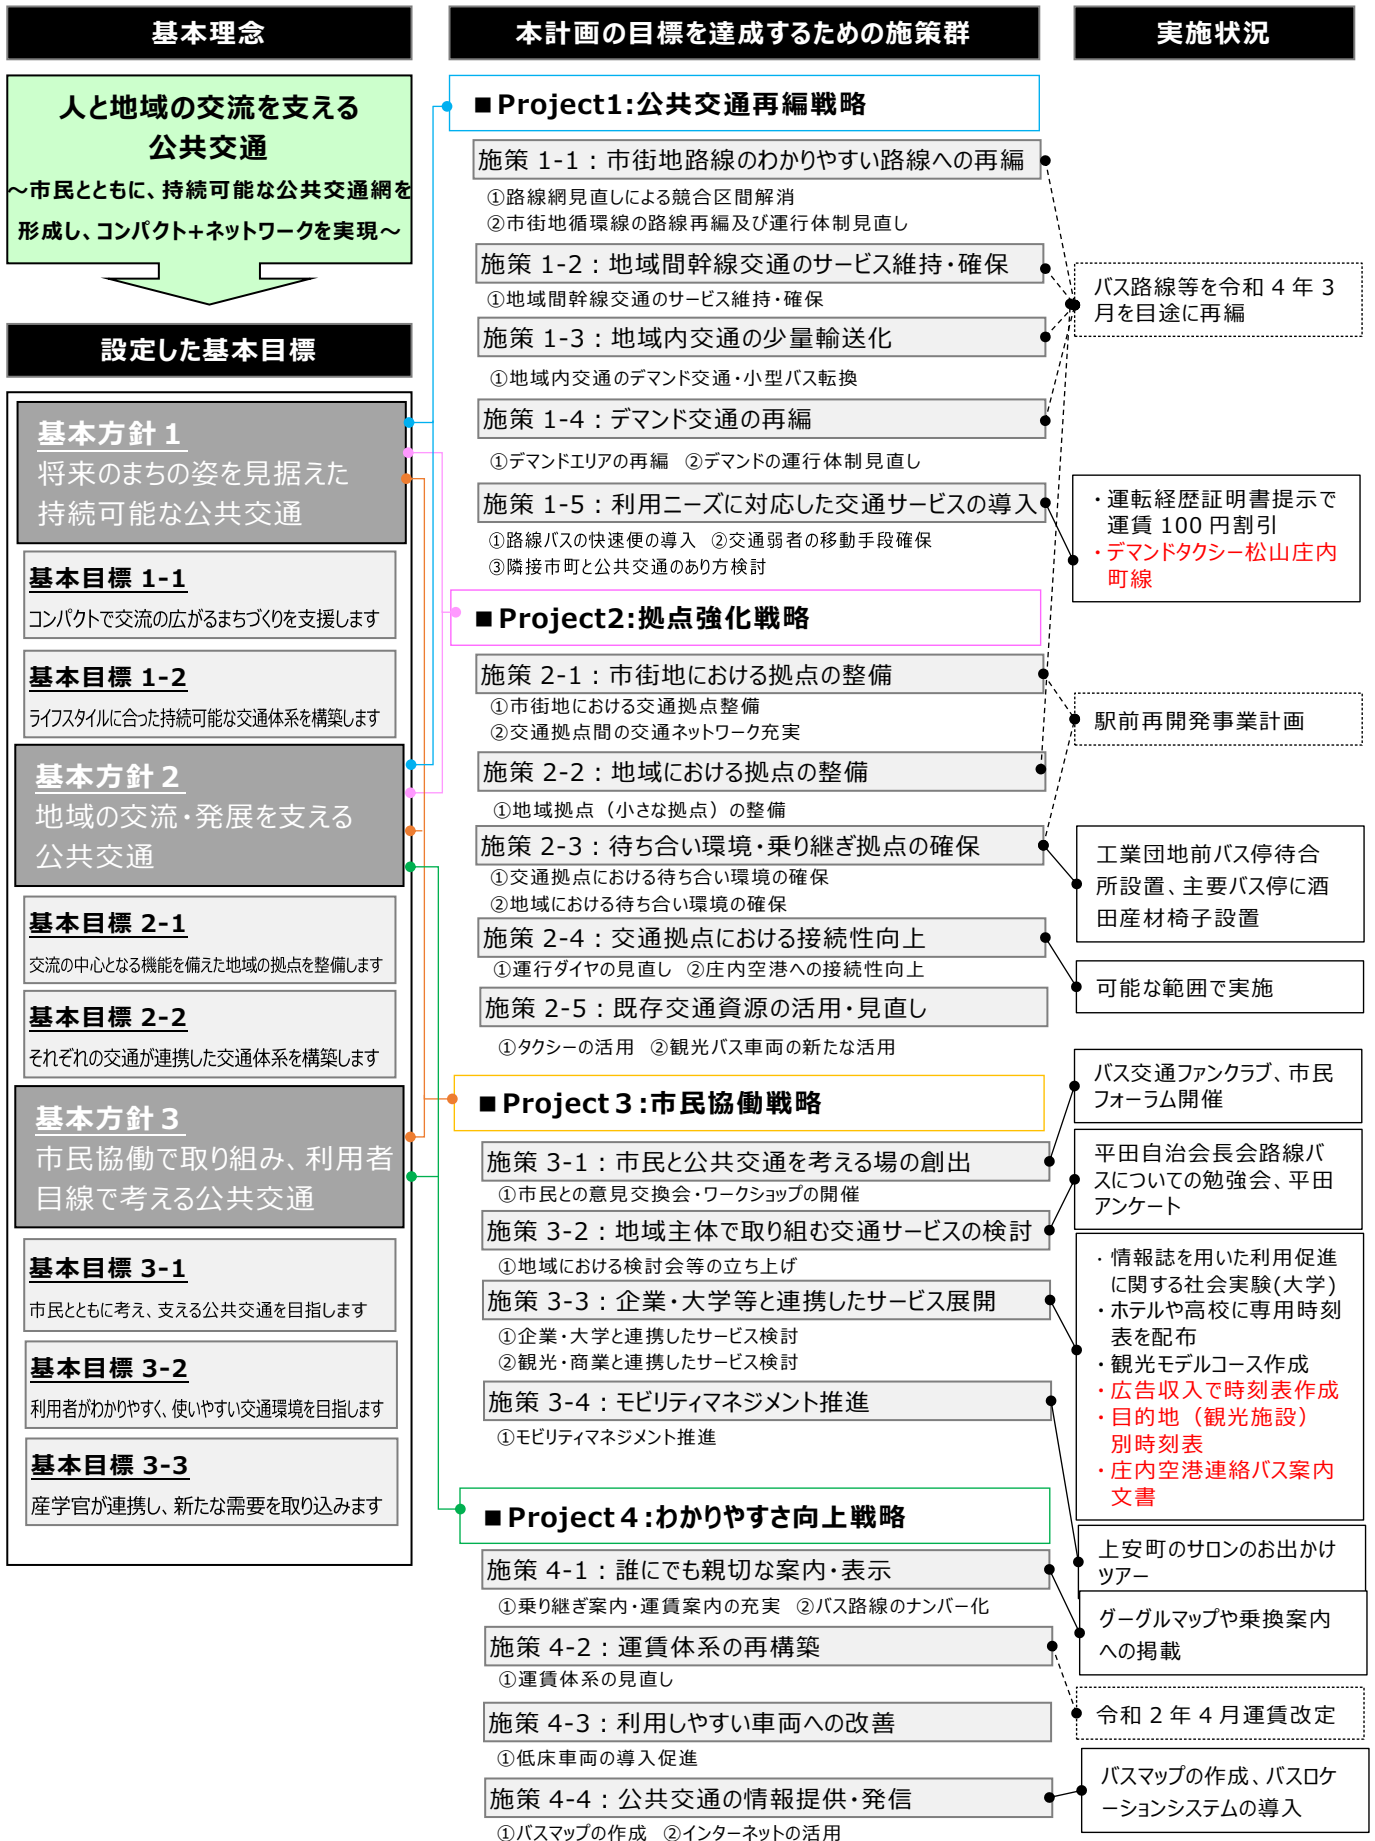 基本理念
人と地域の交流を支える
公共交通
～市民とともに、持続可能な公共交通網を
形成し、コンパクト＋ネットワークを実現～
設定した基本目標
基本方針１
将来のまちの姿を見据えた
持続可能な公共交通
基本目標 1-1
コンパクトで交流の広がるまちづくりを支援します
基本目標 1-2
ライフスタイルに合った持続可能な交通体系を構築します
基本方針２
地域の交流・発展を支える
公共交通
基本目標 2-1
交流の中心となる機能を備えた地域の拠点を整備します
基本目標 2-2
それぞれの交通が連携した交通体系を構築します
基本方針３
市民協働で取り組み、利用者
目線で考える公共交通
基本目標 3-1
市民とともに考え、支える公共交通を目指します
基本目標 3-2
利用者がわかりやすく、使いやすい交通環境を目指します
基本目標 3-3
産学官が連携し、新たな需要を取り込みます
本計画の目標を達成するための施策群
■Project1:公共交通再編戦略
施策 1-1：市街地路線のわかりやすい路線への再編
①路線網見直しによる競合区間解消
②市街地循環線の路線再編及び運行体制見直し
施策 1-2：地域間幹線交通のサービス維持・確保
①地域間幹線交通のサービス維持・確保
施策 1-3：地域内交通の少量輸送化
①地域内交通のデマンド交通・小型バス転換
施策 1-4：デマンド交通の再編
①デマンドエリアの再編 ②デマンドの運行体制見直し
施策 1-5：利用ニーズに対応した交通サービスの導入
①路線バスの快速便の導入 ②交通弱者の移動手段確保
③隣接市町と公共交通のあり方検討
■Project2:拠点強化戦略
施策 2-1：市街地における拠点の整備
①市街地における交通拠点整備
②交通拠点間の交通ネットワーク充実
施策 2-2：地域における拠点の整備
①地域拠点（小さな拠点）の整備
施策 2-3：待ち合い環境・乗り継ぎ拠点の確保
①交通拠点における待ち合い環境の確保
②地域における待ち合い環境の確保
施策 2-4：交通拠点における接続性向上
①運行ダイヤの見直し ②庄内空港への接続性向上
施策 2-5：既存交通資源の活用・見直し
①タクシーの活用 ②観光バス車両の新たな活用
■Project３:市民協働戦略
施策 3-1：市民と公共交通を考える場の創出
①市民との意見交換会・ワークショップの開催
施策 3-2：地域主体で取り組む交通サービスの検討
①地域における検討会等の立ち上げ
施策 3-3：企業・大学等と連携したサービス展開
①企業・大学と連携したサービス検討
②観光・商業と連携したサービス検討
施策 3-4：モビリティマネジメント推進
①モビリティマネジメント推進
■Project４:わかりやすさ向上戦略
施策 4-1：誰にでも親切な案内・表示
①乗り継ぎ案内・運賃案内の充実 ②バス路線のナンバー化
施策 4-2：運賃体系の再構築
①運賃体系の見直し
施策 4-3：利用しやすい車両への改善
①低床車両の導入促進
施策 4-4：公共交通の情報提供・発信
①バスマップの作成 ②インターネットの活用
実施状況
バス路線等を令和 4 年 3
月を目途に再編
・運転経歴証明書提示で
運賃 100 円割引
・デマンドタクシー松山庄内
町線
駅前再開発事業計画
工業団地前バス停待合
所設置、主要バス停に酒
田産材椅子設置
可能な範囲で実施
バス交通ファンクラブ、市民
フォーラム開催
平田自治会長会路線バ
スについての勉強会、平田
アンケート
・情報誌を用いた利用促進
に関する社会実験(大学)
・ホテルや高校に専用時刻
表を配布
・観光モデルコース作成
・広告収入で時刻表作成
・目的地（観光施設）
別時刻表
・庄内空港連絡バス案内
文書
上安町のサロンのお出かけ
ツアー
グーグルマップや乗換案内
への掲載
令和 2 年 4 月運賃改定
バスマップの作成、バスロケ
ーションシステムの導入